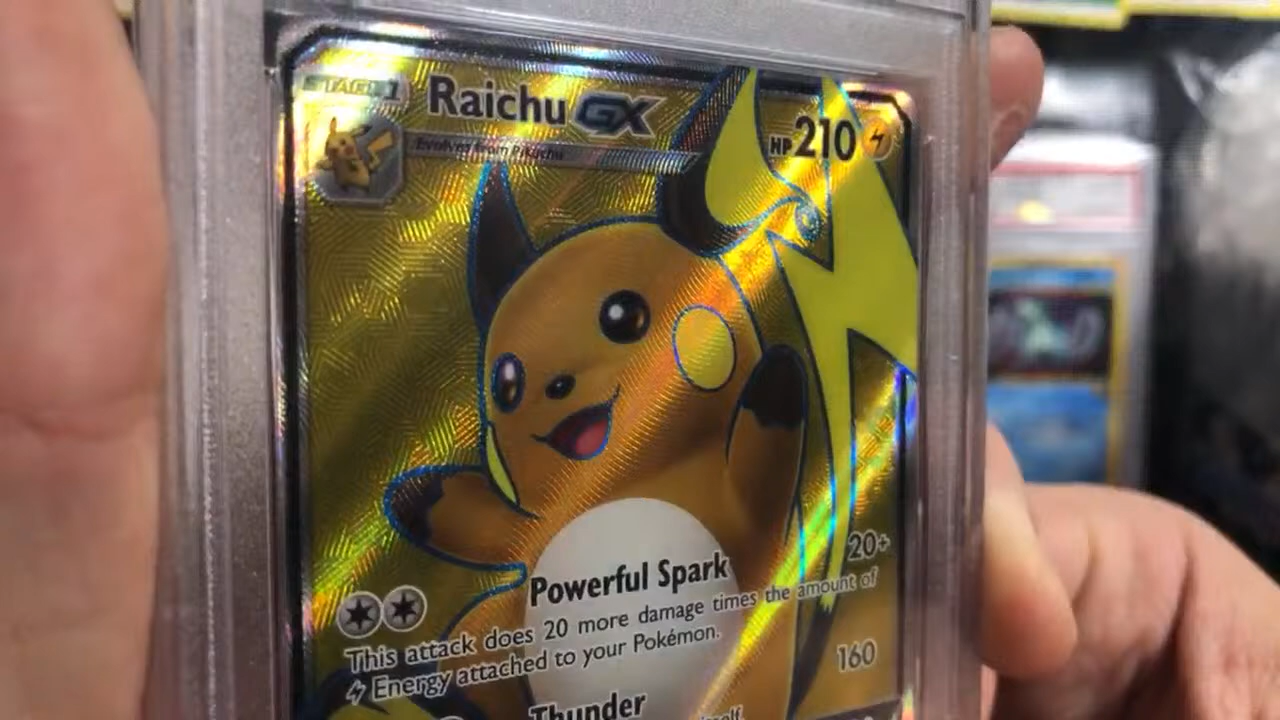 STAGE 1
Raichu GX
HP 210
Evolves from Pikachu
Powerful Spark 20+
This attack does 20 more damage times the amount of
Energy attached to your Pokémon.
Thunder 160
itself.